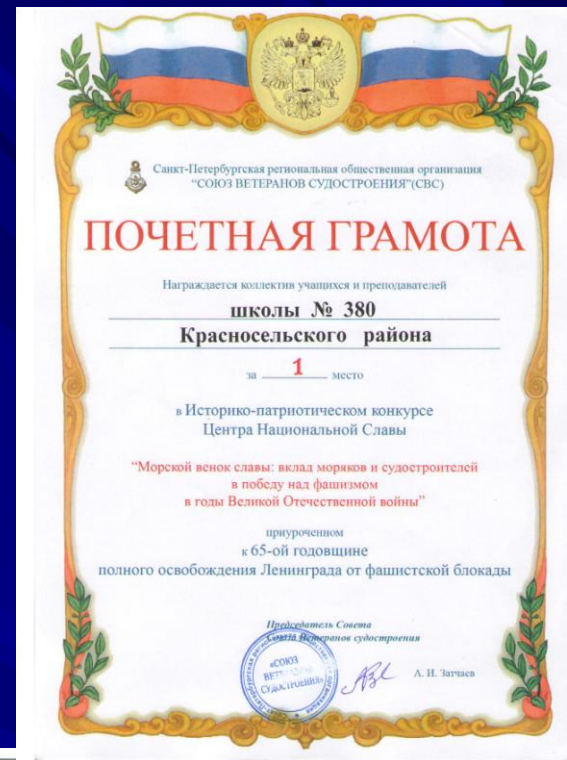 Санкт-Петербургская региональная общественная организация
“СОЮЗ ВЕТЕРАНОВ СУДОСТРОЕНИЯ”(СВС)
ПОЧЕТНАЯ ГРАМОТА
Награждается коллектив учащихся и преподавателей
школы № 380
Красносельского района
за 1 место
в Историко-патриотическом конкурсе
Центра Национальной Славы
“Морской венок славы: вклад моряков и судостроителей
в победу над фашизмом
в годы Великой Отечественной войны”
приуроченном
к 65-ой годовщине
полного освобождения Ленинграда от фашистской блокады
Председатель Совета
Союза Ветеранов судостроения
«СОЮЗ
ВЕТЕРАНОВ
СУДОСТРОЕНИЯ»
А. И. Затчаев